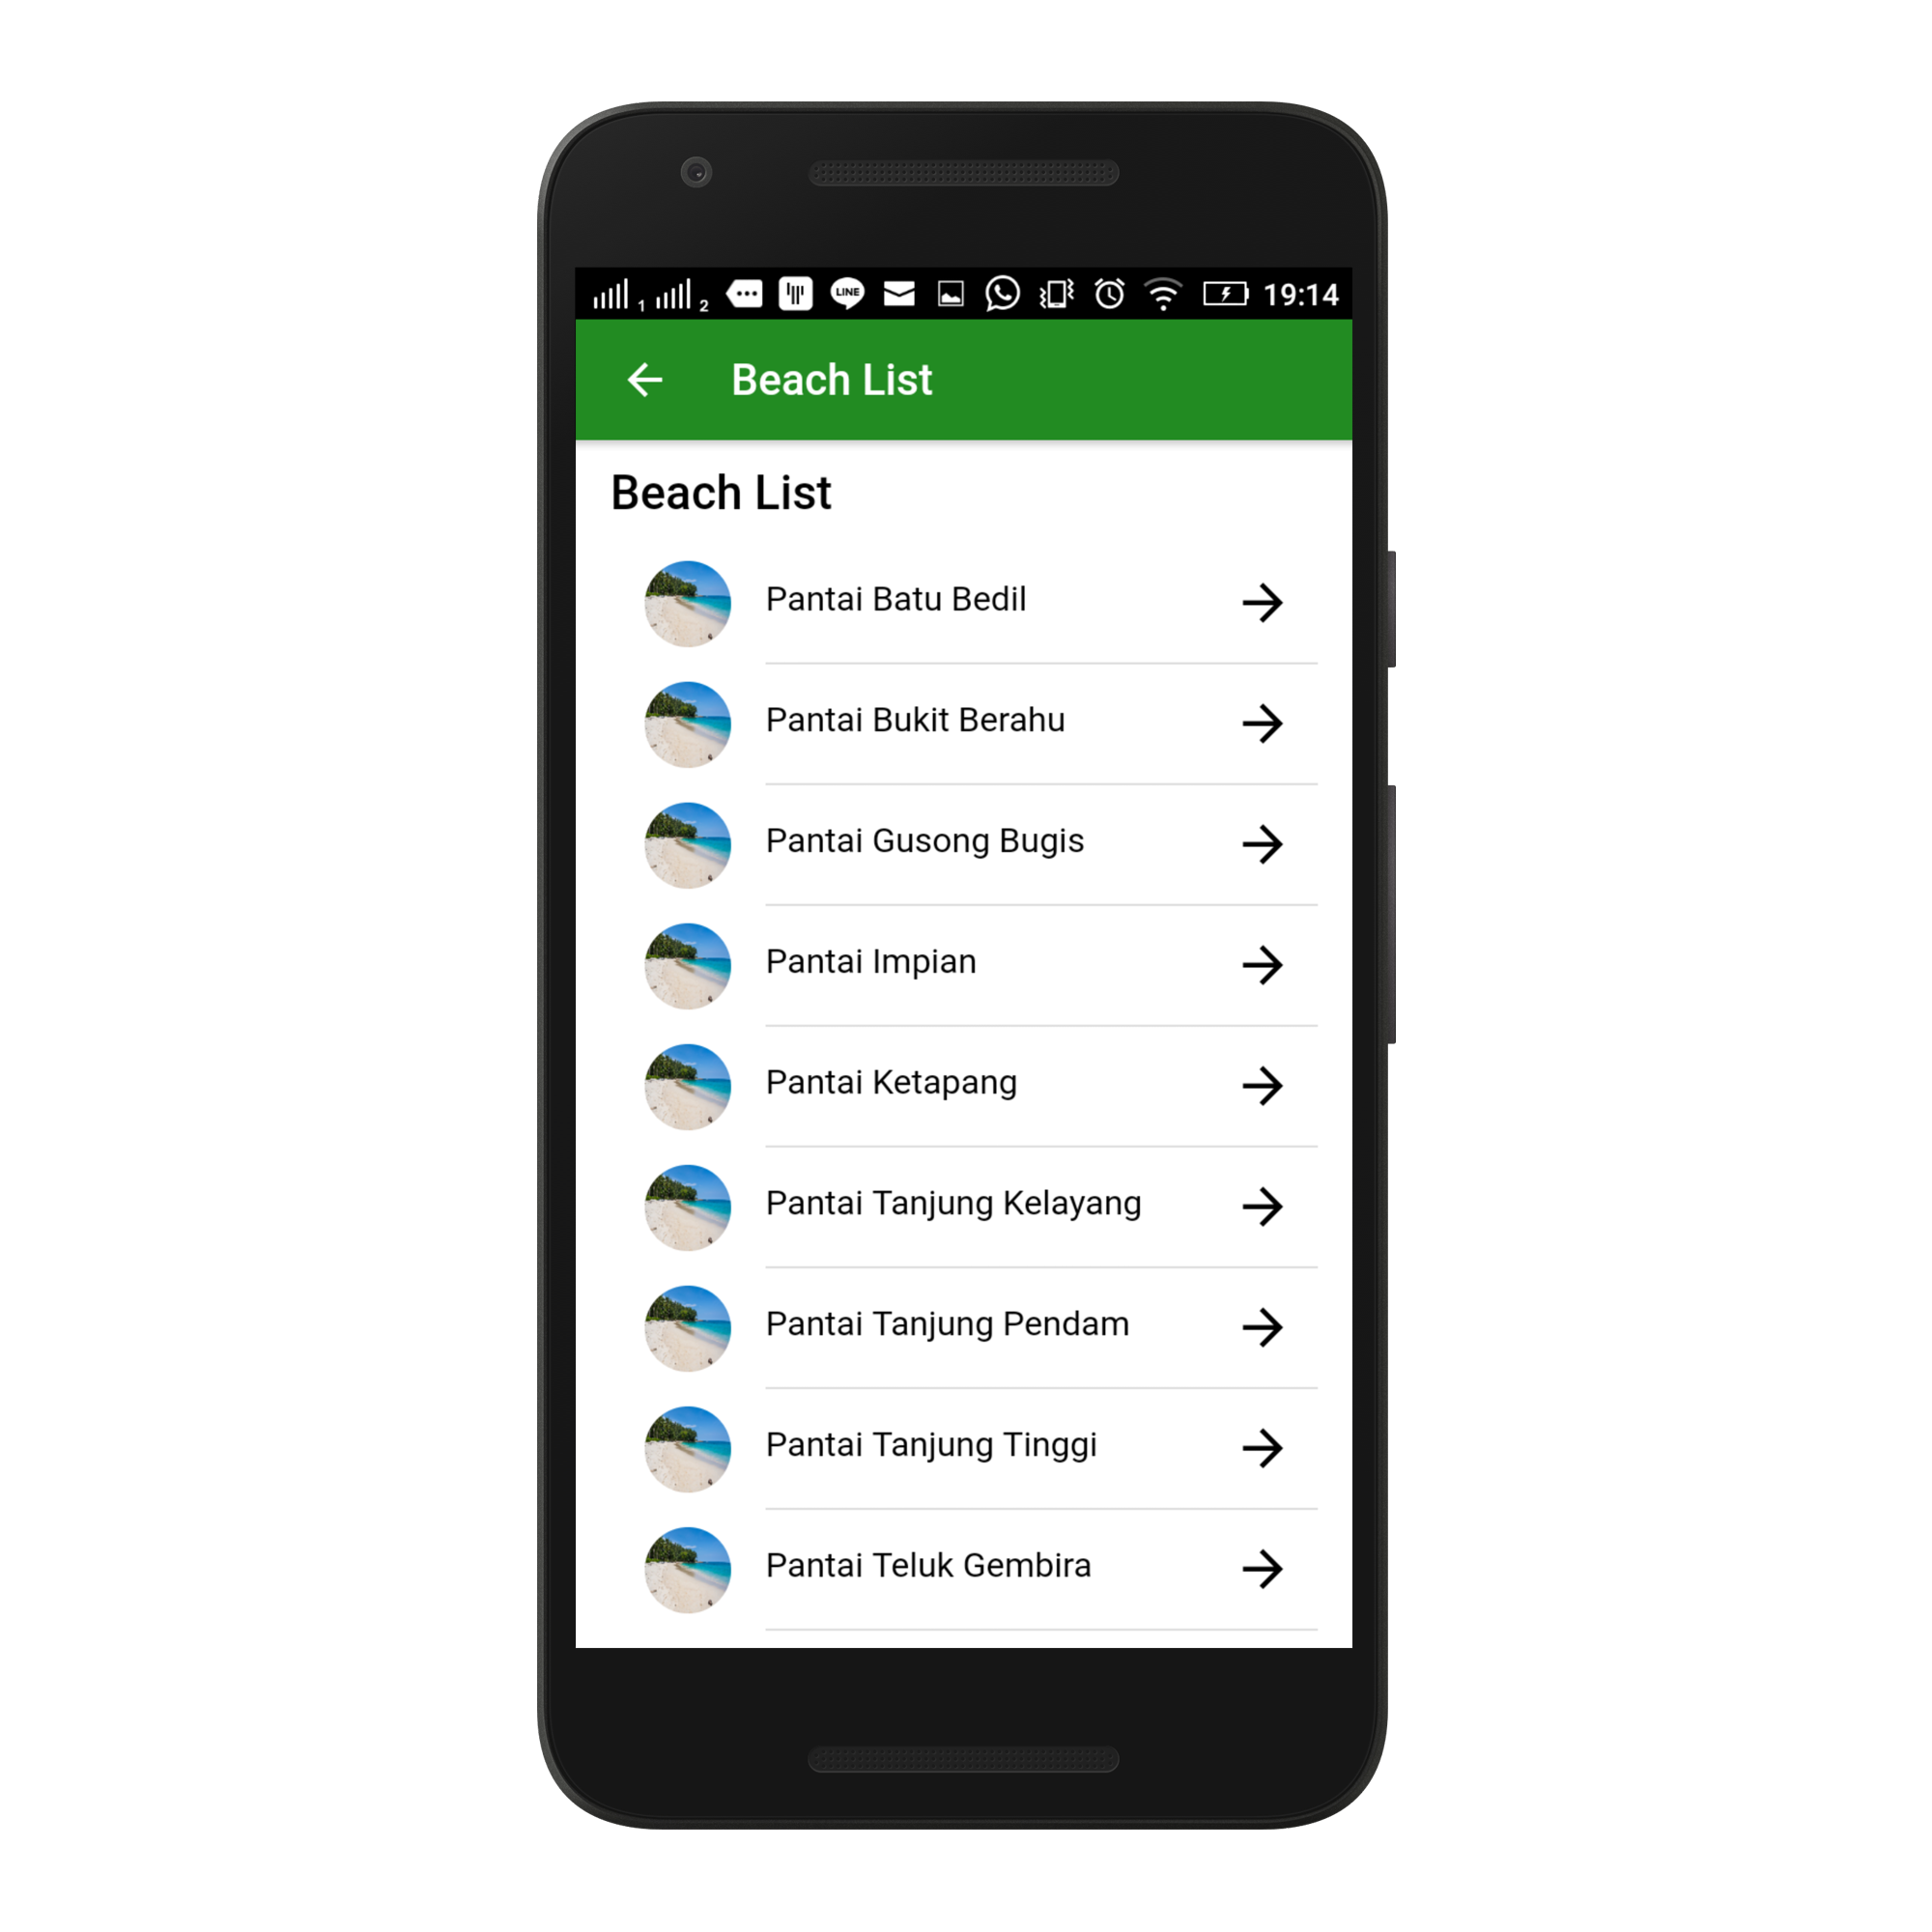 1 2 LINE 19:14
Beach List
Beach List
Pantai Batu Bedil
Pantai Bukit Berahu
Pantai Gusong Bugis
Pantai Impian
Pantai Ketapang
Pantai Tanjung Kelayang
Pantai Tanjung Pendam
Pantai Tanjung Tinggi
Pantai Teluk Gembira